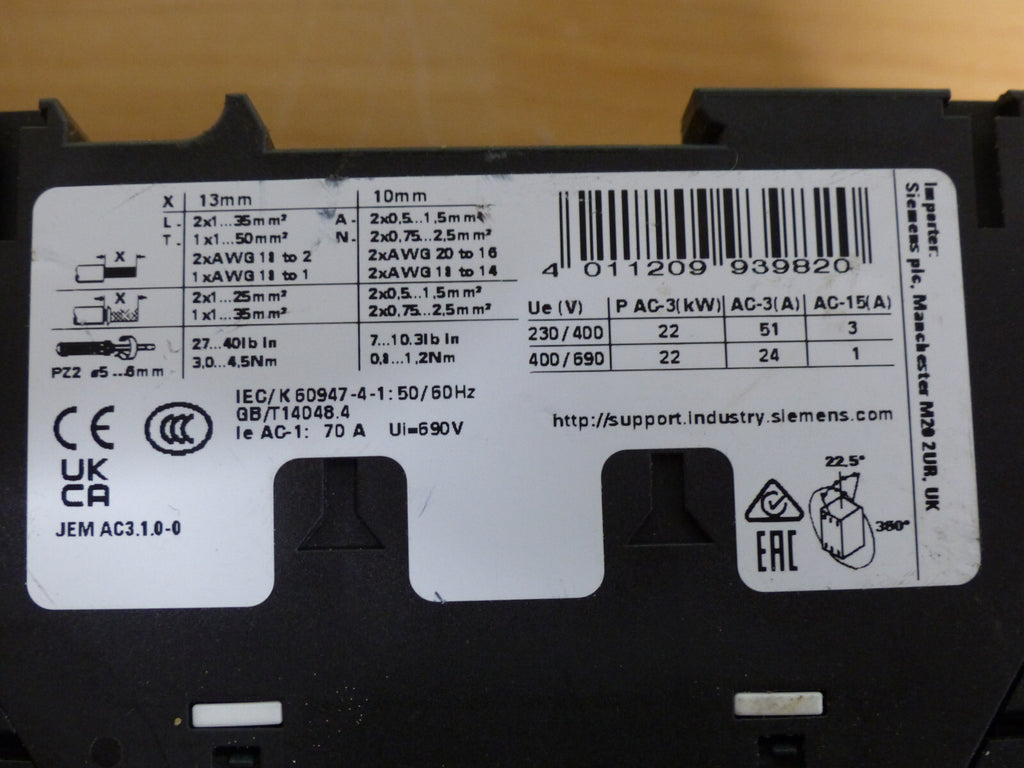 X 13mm 10mm
L - 2x1...35mm² A - 2x0,5...1,5mm²
T - 1x1...50mm² N - 2x0,75...2,5mm²
2xAWG 18 to 2 2xAWG 20 to 16
1xAWG 18 to 1 2xAWG 18 to 14
X
X 2x1...25mm² 2x0,5...1,5mm²
1x1...35mm² 2x0,75...2,5mm²
27...40lb in 7...10.3lb in
PZ2 ø5...6mm 3,0...4,5Nm 0,8...1,2Nm
IEC/K 60947-4-1: 50/60Hz
GB/T14048.4
Ie AC-1: 70 A Ui=690V
CE CCC
UK
CA
JEM AC3.1.0-0
4 011209 939820
Ue (V) P AC-3(kW) AC-3(A) AC-15(A)
230/400 22 51 3
400/690 22 24 1
http://support.industry.siemens.com
22,5°
360°
EAC
Importer:
Siemens plc, Manchester M20 2UR, UK